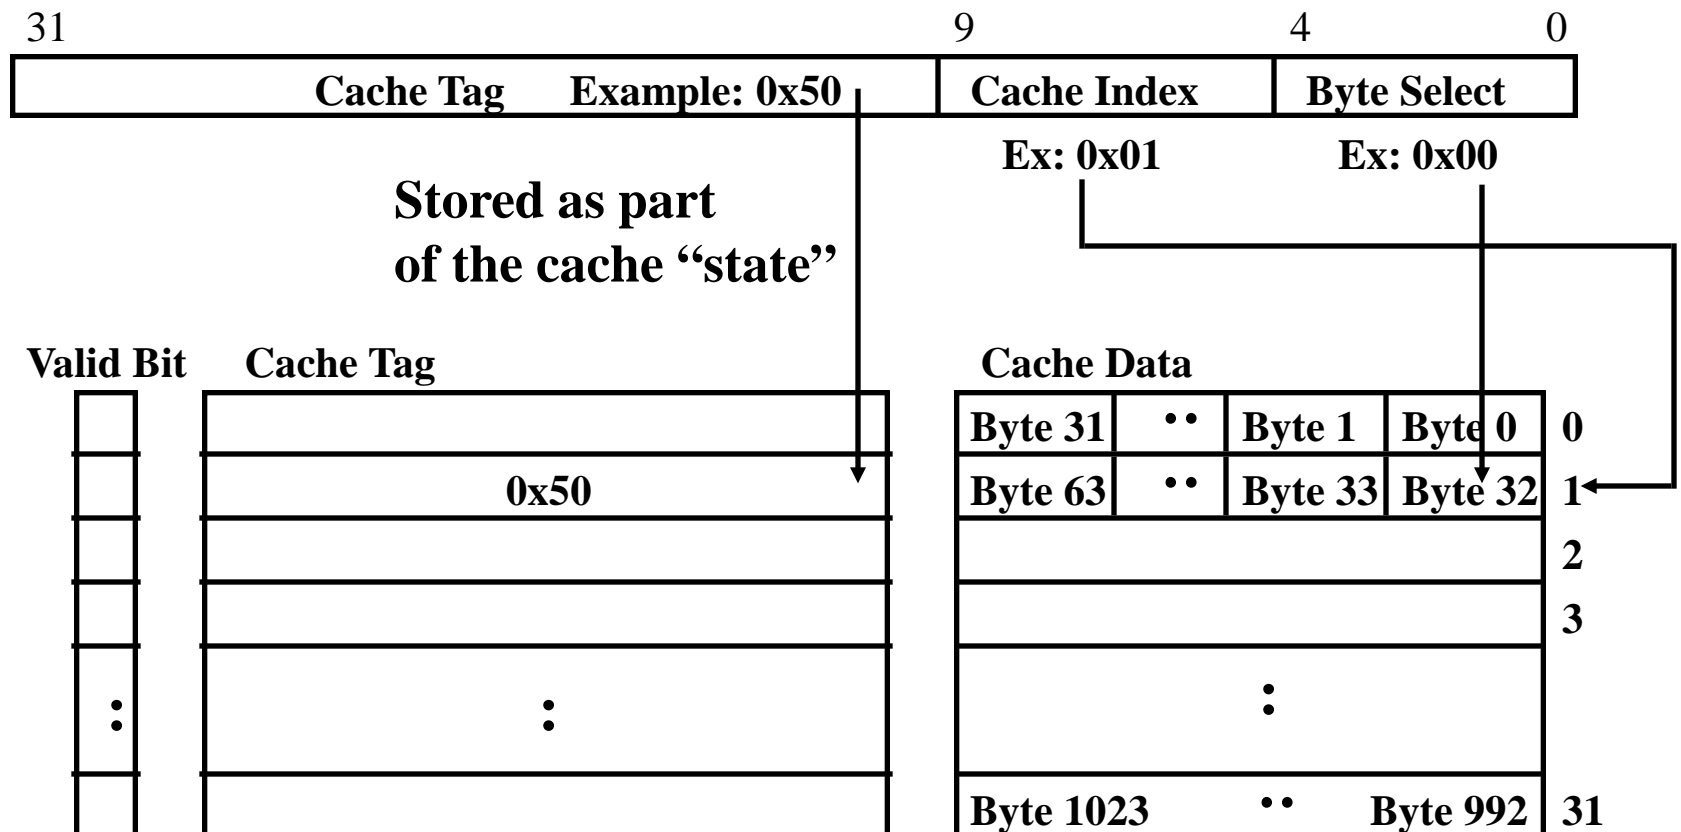 31 9 4 0
Cache Tag Example: 0x50 Cache Index Byte Select
Ex: 0x01 Ex: 0x00
Stored as part
of the cache “state”
Valid Bit Cache Tag Cache Data
Byte 31 ·· Byte 1 Byte 0 0
0x50 Byte 63 ·· Byte 33 Byte 32 1
2
3
: : :
Byte 1023 ·· Byte 992 31